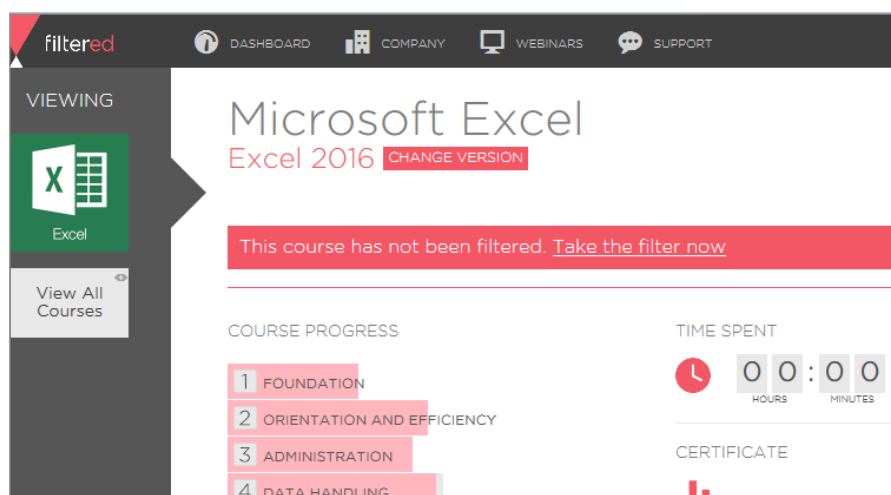 filtered
DASHBOARD COMPANY WEBINARS SUPPORT
VIEWING
X
Excel
View All
Courses
Microsoft Excel
Excel 2016 CHANGE VERSION
This course has not been filtered. Take the filter now
COURSE PROGRESS
1 FOUNDATION
2 ORIENTATION AND EFFICIENCY
3 ADMINISTRATION
4 DATA HANDLING
TIME SPENT
00:00
HOURS MINUTES
CERTIFICATE